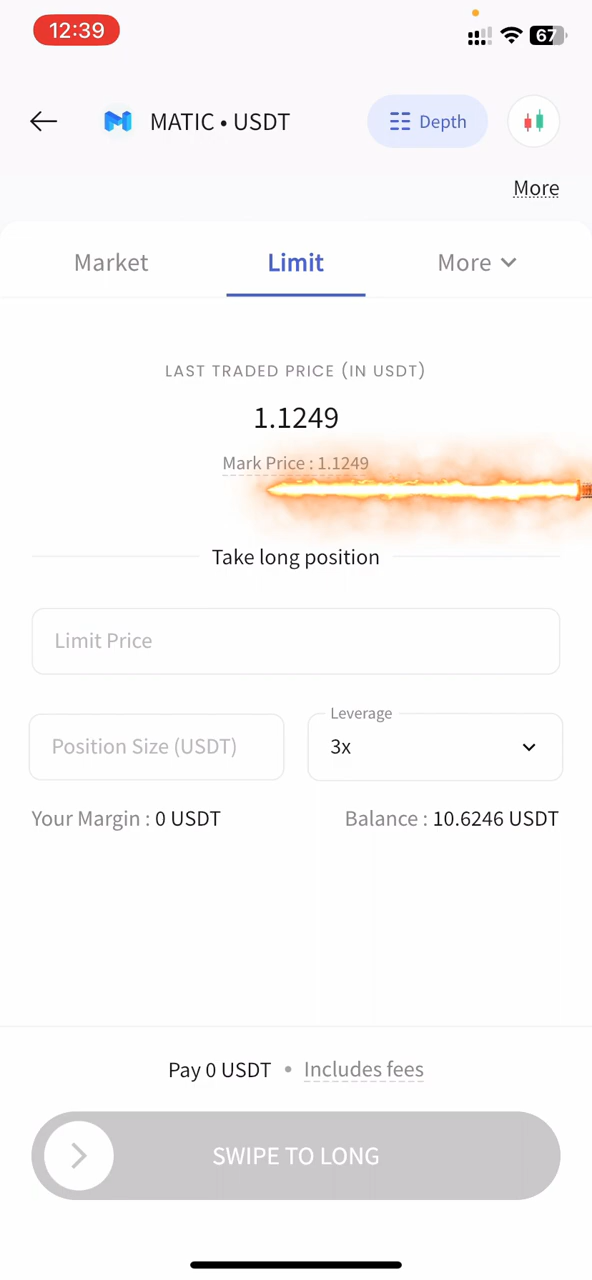 12:39
67
MATIC • USDT
Depth
More
Market
Limit
More
LAST TRADED PRICE (IN USDT)
1.1249
Mark Price : 1.1249
Take long position
Limit Price
Leverage
Position Size (USDT)
3x
Your Margin : 0 USDT
Balance : 10.6246 USDT
Pay 0 USDT • Includes fees
SWIPE TO LONG